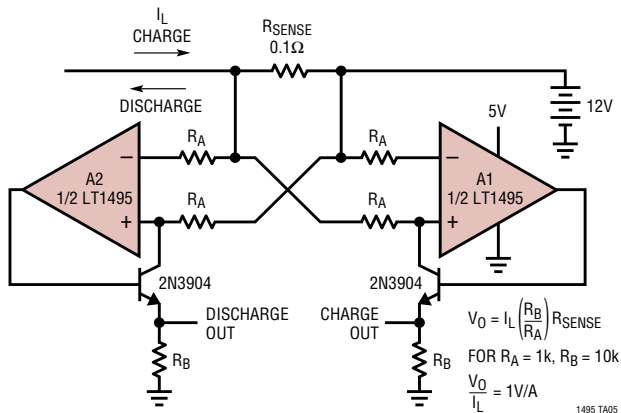 I_L
CHARGE
DISCHARGE
R_SENSE
0.1Ω
12V
5V
R_A
R_A
R_A
R_A
−
+
A2
1/2 LT1495
−
+
A1
1/2 LT1495
2N3904
2N3904
DISCHARGE
OUT
CHARGE
OUT
R_B
R_B
V_O = I_L (R_B/R_A) R_SENSE
FOR R_A = 1k, R_B = 10k
V_O/I_L = 1V/A
1495 TA05